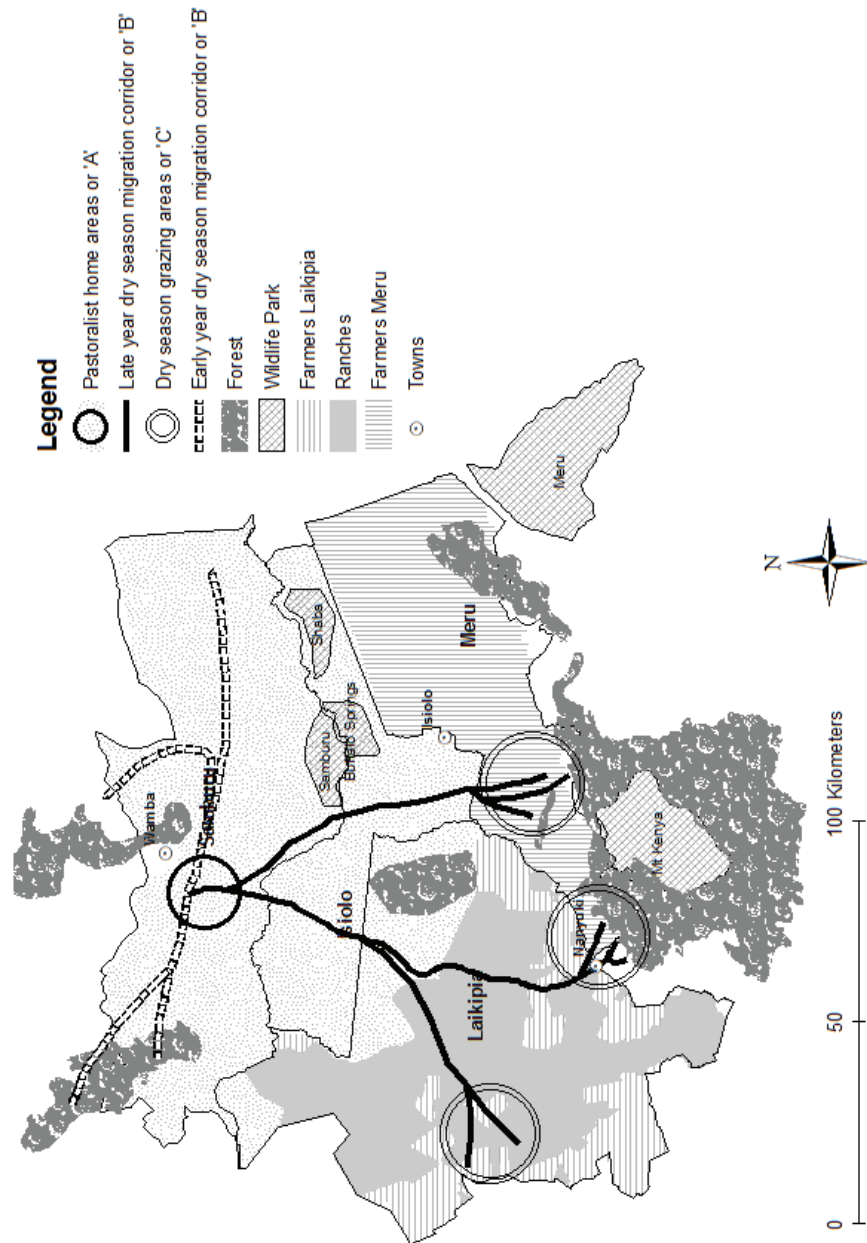 Legend
Pastoralist home areas or 'A'
Late year dry season migration corridor or 'B'
Dry season grazing areas or 'C'
Early year dry season migration corridor or 'B'
Forest
Wildlife Park
Farmers Laikipia
Ranches
Farmers Meru
Towns
Wamba
Samburu
Shaba
Buffalo Springs
Isiolo
Isiolo
Meru
Meru
Laikipia
Nanyuki
Mt Kenya
N
0
50
100 Kilometers